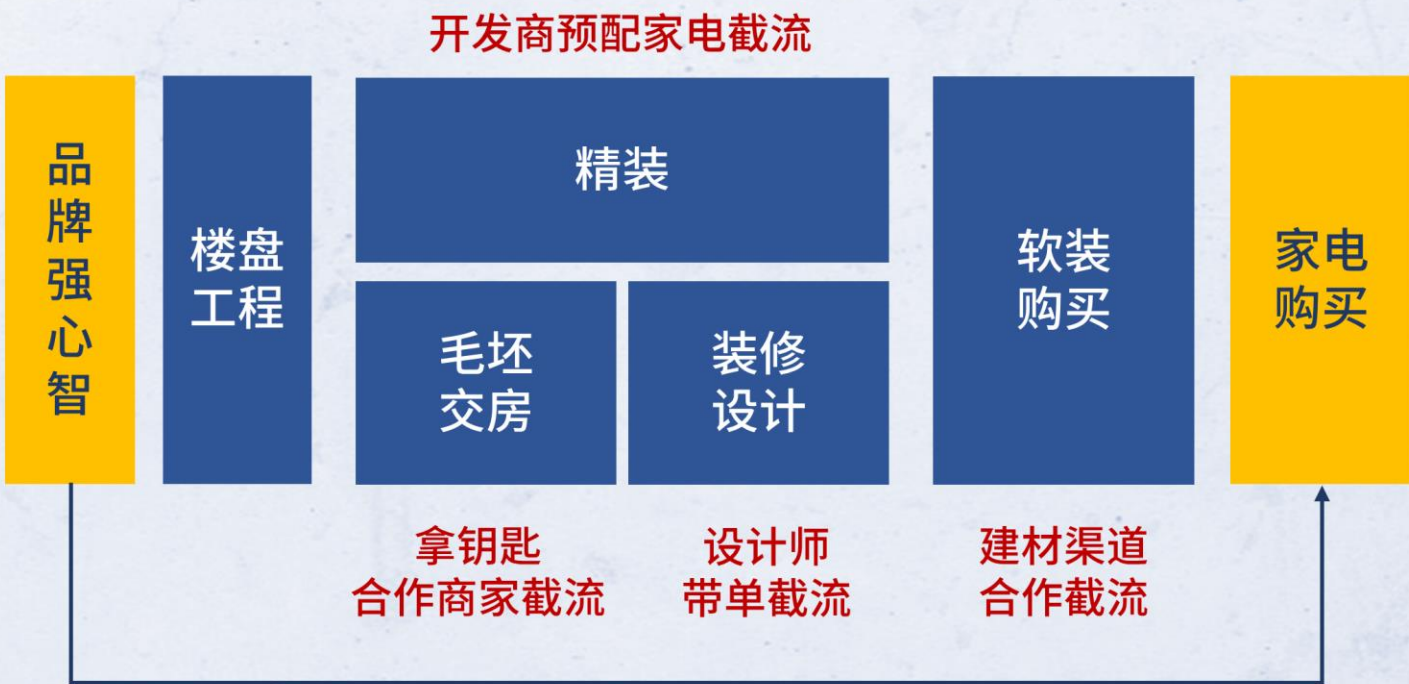 开发商预配家电截流
品
牌
强
心
智
楼盘
工程
精装
毛坯
交房
装修
设计
软装
购买
家电
购买
拿钥匙
合作商家截流
设计师
带单截流
建材渠道
合作截流